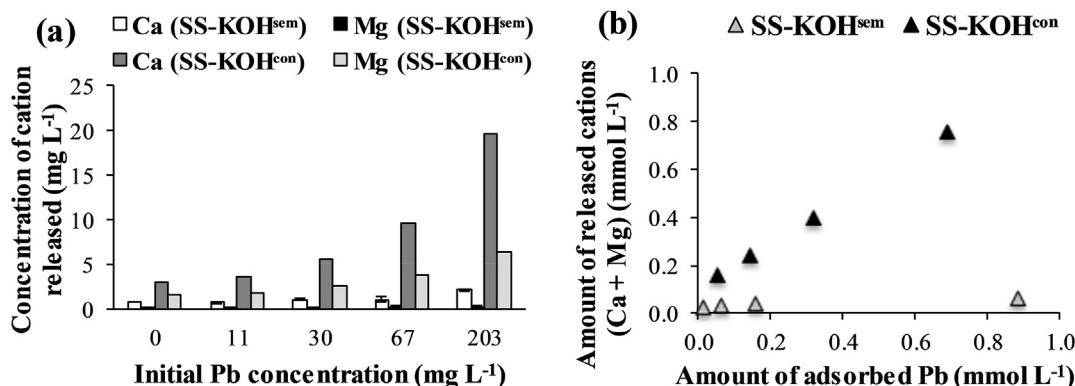 (a)
Ca (SS-KOHˢᵉᵐ) Mg (SS-KOHˢᵉᵐ)
Ca (SS-KOHᶜᵒⁿ) Mg (SS-KOHᶜᵒⁿ)
Concentration of cation
released (mg L⁻¹)
25
20
15
10
5
0
0 11 30 67 203
Initial Pb concentration (mg L⁻¹)
(b)
SS-KOHˢᵉᵐ SS-KOHᶜᵒⁿ
Amount of released cations
(Ca + Mg) (mmol L⁻¹)
1.0
0.8
0.6
0.4
0.2
0.0
0.0 0.2 0.4 0.6 0.8 1.0
Amount of adsorbed Pb (mmol L⁻¹)